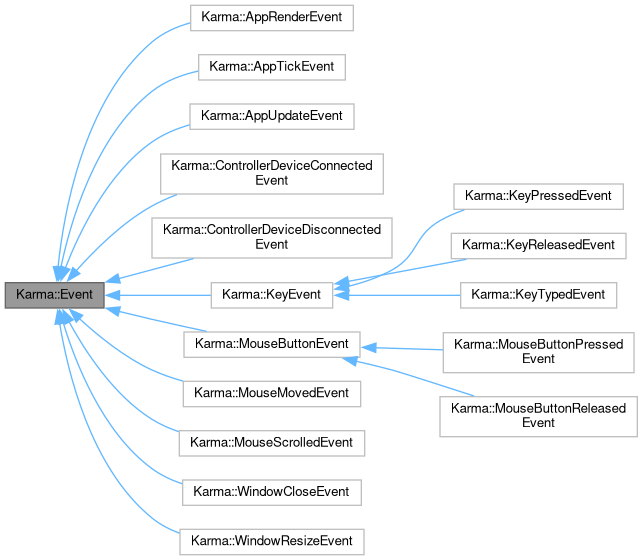 Karma::Event
Karma::AppRenderEvent
Karma::AppTickEvent
Karma::AppUpdateEvent
Karma::ControllerDeviceConnected
Event
Karma::ControllerDeviceDisconnected
Event
Karma::KeyEvent
Karma::MouseButtonEvent
Karma::MouseMovedEvent
Karma::MouseScrolledEvent
Karma::WindowCloseEvent
Karma::WindowResizeEvent
Karma::KeyPressedEvent
Karma::KeyReleasedEvent
Karma::KeyTypedEvent
Karma::MouseButtonPressed
Event
Karma::MouseButtonReleased
Event